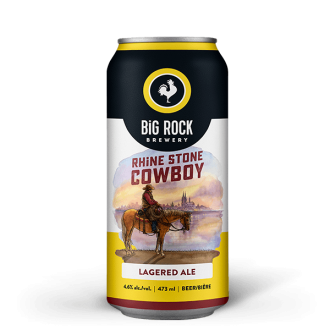 BiG ROCK
BREWERY
RHINE STONE
COWBOY
LAGERED ALE
4.6% alc./vol. | 473 ml | BEER/BIÈRE